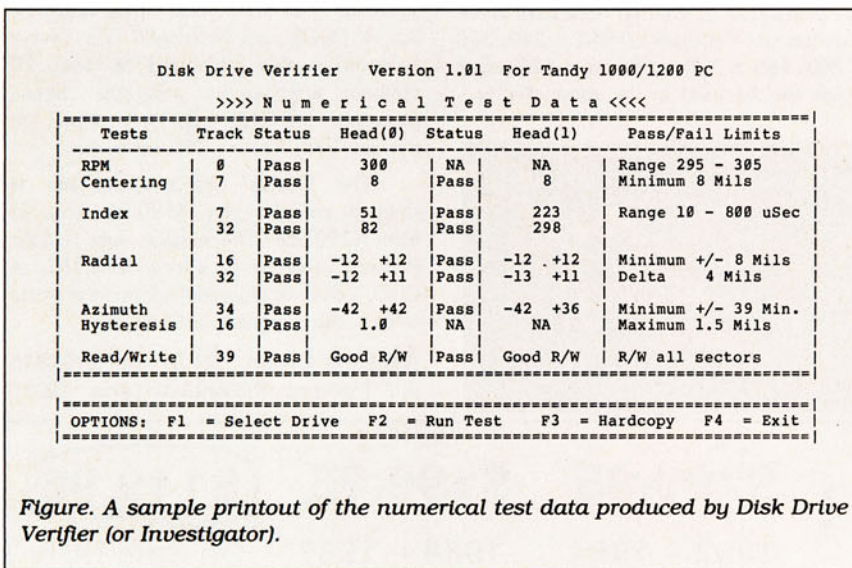 Disk Drive Verifier Version 1.01 For Tandy 1000/1200 PC
>>>> N u m e r i c a l T e s t D a t a <<<<
Tests Track Status Head(0) Status Head(1) Pass/Fail Limits
RPM | 0 |Pass| 300 NA NA | Range 295 - 305
Centering | 7 |Pass| 8 |Pass| 8 | Minimum 8 Mils
Index | 7 |Pass| 51 |Pass| 223 | Range 10 - 800 uSec
| 32 |Pass| 82 |Pass| 298 |
Radial | 16 |Pass| -12 +12 |Pass| -12 +12 | Minimum +/- 8 Mils
| 32 |Pass| -12 +11 |Pass| -13 +11 | Delta 4 Mils
Azimuth | 34 |Pass| -42 +42 |Pass| -42 +36 | Minimum +/- 39 Min.
Hysteresis | 16 |Pass| 1.0 | NA NA | Maximum 1.5 Mils
Read/Write | 39 |Pass| Good R/W |Pass| Good R/W | R/W all sectors
OPTIONS: F1 = Select Drive F2 = Run Test F3 = Hardcopy F4 = Exit
Figure. A sample printout of the numerical test data produced by Disk Drive
Verifier (or Investigator).